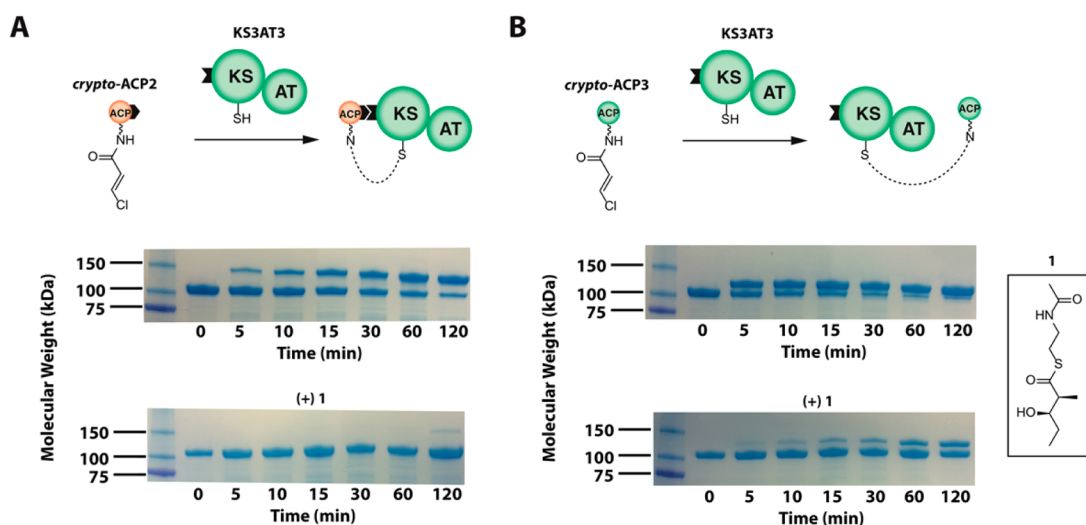 A
KS3AT3
crypto-ACP2
KS
AT
SH
ACP
NH
O
Cl
ACP
KS
AT
N
S
Molecular Weight (kDa)
150
100
75
0 5 10 15 30 60 120
Time (min)
(+) 1
150
100
75
0 5 10 15 30 60 120
Time (min)
B
KS3AT3
crypto-ACP3
KS
AT
SH
ACP
NH
O
Cl
KS
AT
ACP
S
N
Molecular Weight (kDa)
150
100
75
0 5 10 15 30 60 120
Time (min)
(+) 1
150
100
75
0 5 10 15 30 60 120
Time (min)
1
O
HN
S
O
HO